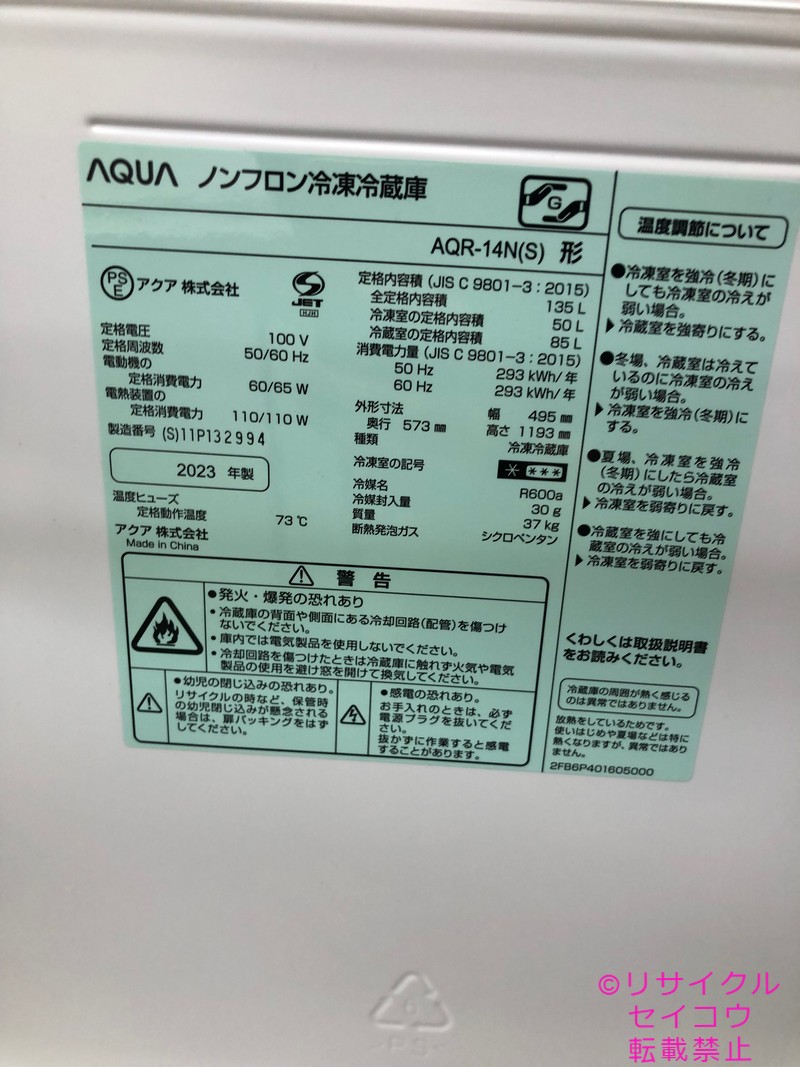 AQUA ノンフロン冷凍冷蔵庫
G
AQR-14N(S) 形
PSE アクア 株式会社
JET
定格電圧 100 V
定格周波数 50/60 Hz
電動機の
定格消費電力 60/65 W
電熱装置の
定格消費電力 110/110 W
製造番号 (S)11P132994
2023 年製
温度ヒューズ
定格動作温度 73 ℃
アクア 株式会社
Made in China
定格内容積 (JIS C 9801-3：2015)
全定格内容積 135 L
冷凍室の定格内容積 50 L
冷蔵室の定格内容積 85 L
消費電力量 (JIS C 9801-3：2015)
50 Hz 293 kWh/年
60 Hz 293 kWh/年
外形寸法 幅 495 ㎜
奥行 573 ㎜ 高さ 1193 ㎜
種類 冷凍冷蔵庫
冷凍室の記号 * ***
冷媒名 R600a
冷媒封入量 30 g
質量 37 kg
断熱発泡ガス シクロペンタン
警告
●発火・爆発の恐れあり
・冷蔵庫の背面や側面にある冷却回路(配管)を傷つけ
ないでください。
・庫内では電気製品を使用しないでください。
・冷却回路を傷つけたときは冷蔵庫に触れず火気や電気
製品の使用を避け窓を開けて換気してください。
●幼児の閉じ込みの恐れあり。
リサイクルの時など、保管時
の幼児閉じ込みが懸念される
場合は、扉パッキングをはず
してください。
●感電の恐れあり。
お手入れのときは、必ず
電源プラグを抜いてくだ
さい。
抜かずに作業すると感電
することがあります。
温度調節について
●冷凍室を強冷(冬期)に
しても冷凍室の冷えが
弱い場合。
▶冷蔵室を強寄りにする。
●冬場、冷蔵室は冷えて
いるのに冷凍室の冷え
が弱い場合。
▶冷凍室を強冷(冬期)に
する。
●夏場、冷凍室を強冷
(冬期)にしたら冷蔵室
の冷えが弱い場合。
▶冷凍室を弱寄りに戻す。
●冷蔵室を強にしても冷
蔵室の冷えが弱い場合。
▶冷凍室を弱寄りに戻す。
くわしくは取扱説明書
をお読みください。
冷蔵庫の周囲が熱く感じる
のは異常ではありません。
放熱をしているためです。
使いはじめや夏場などは特に
熱くなりますが、異常ではあり
ません。
2FB6P401605000
6
©リサイクル
セイコウ
転載禁止